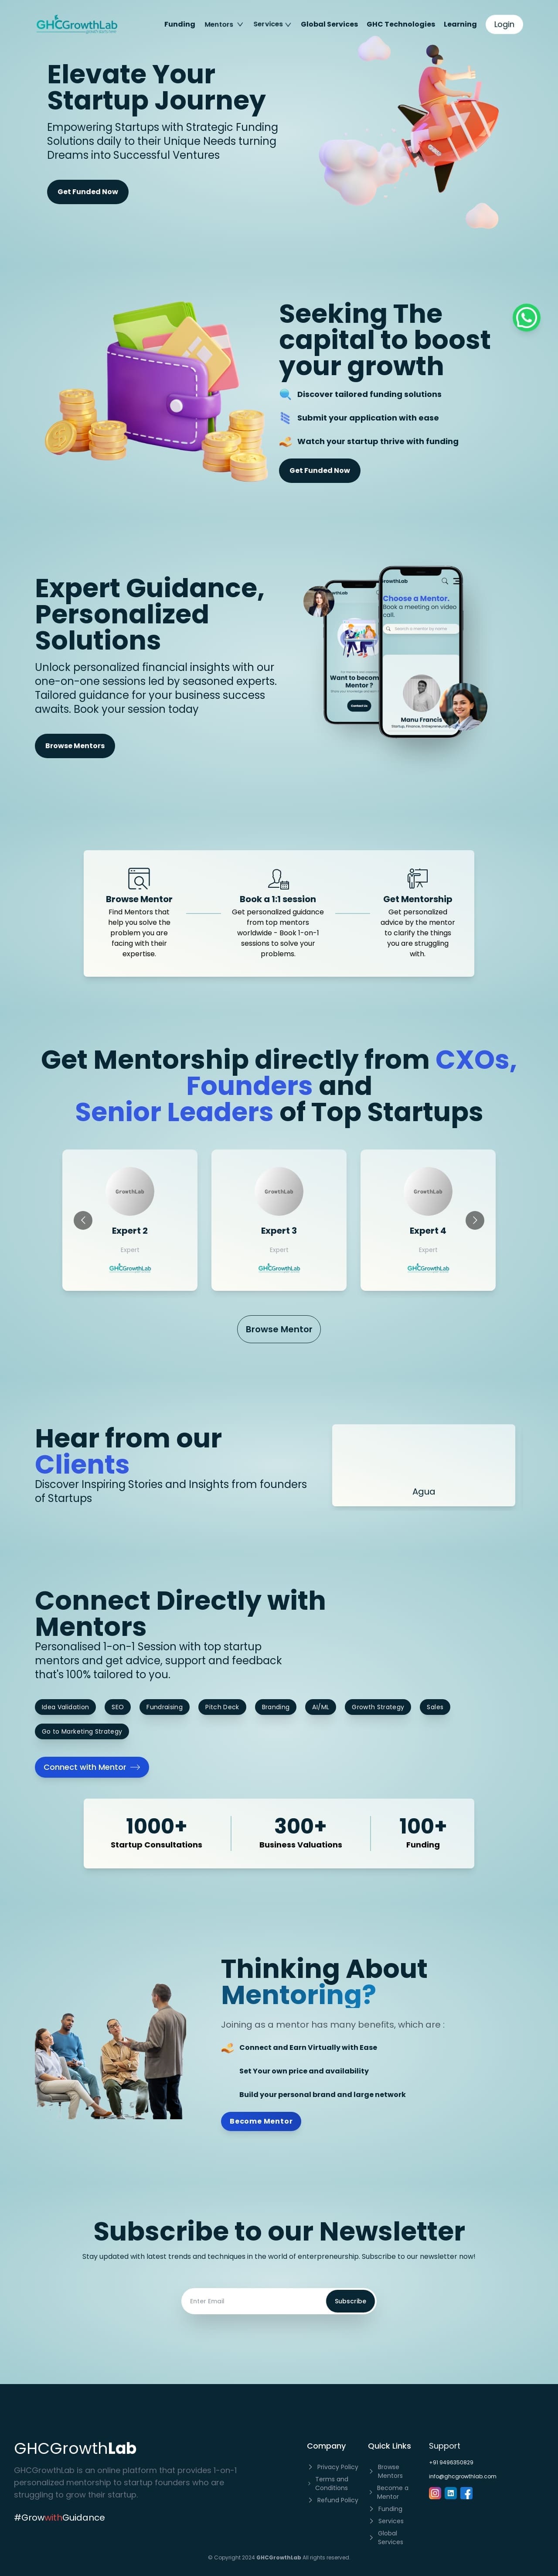 GHCGrowthLab
Funding
Mentors
Services
Global Services
GHC Technologies
Learning
Login
Elevate Your
Startup Journey
Empowering Startups with Strategic Funding
Solutions daily to their Unique Needs turning
Dreams into Successful Ventures
Get Funded Now
Seeking The
capital to boost
your growth
Discover tailored funding solutions
Submit your application with ease
Watch your startup thrive with funding
Get Funded Now
Expert Guidance,
Personalized
Solutions
Unlock personalized financial insights with our
one-on-one sessions led by seasoned experts.
Tailored guidance for your business success
awaits. Book your session today
Browse Mentors
Want to becom
Mentor ?
Contact Us
rowthLab
Choose a Mentor.
Book a meeting on video
call.
Search a mentor by name
Manu Francis
Browse Mentor
Find Mentors that
help you solve the
problem you are
facing with their
expertise.
Book a 1:1 session
Get personalized guidance
from top mentors
worldwide - Book 1-on-1
sessions to solve your
problems.
Get Mentorship
Get personalized
advice by the mentor
to clarify the things
you are struggling
with.
Get Mentorship directly from CXOs,
Founders and
Senior Leaders of Top Startups
GrowthLab
Expert 2
Expert
GHCGrowthLab
GrowthLab
Expert 3
Expert
GHCGrowthLab
GrowthLab
Expert 4
Expert
GHCGrowthLab
Browse Mentor
Hear from our
Clients
Discover Inspiring Stories and Insights from founders
of Startups
Agua
Connect Directly with
Mentors
Personalised 1-on-1 Session with top startup
mentors and get advice, support and feedback
that's 100% tailored to you.
Idea Validation
SEO
Fundraising
Pitch Deck
Branding
AI/ML
Growth Strategy
Sales
Go to Marketing Strategy
Connect with Mentor
1000+
Startup Consultations
300+
Business Valuations
100+
Funding
Thinking About
Mentoring?
Joining as a mentor has many benefits, which are :
Connect and Earn Virtually with Ease
Set Your own price and availability
Build your personal brand and large network
Become Mentor
Subscribe to our Newsletter
Stay updated with latest trends and techniques in the world of enterpreneurship. Subscribe to our newsletter now!
Enter Email
Subscribe
GHCGrowthLab
GHCGrowthLab is an online platform that provides 1-on-1
personalized mentorship to startup founders who are
struggling to grow their startup.
#GrowwithGuidance
Company
Privacy Policy
Terms and
Conditions
Refund Policy
Quick Links
Browse
Mentors
Become a
Mentor
Funding
Services
Global
Services
Support
+91 9496350829
info@ghcgrowthlab.com
© Copyright 2024 GHCGrowthLab All rights reserved.